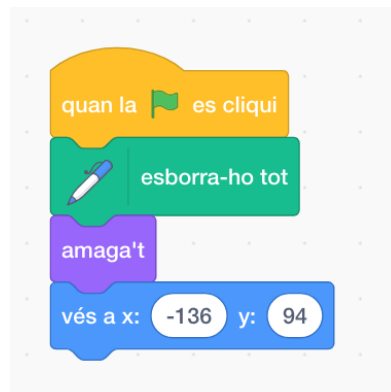 quan la es cliqui
esborra-ho tot
amaga't
vés a x: -136 y: 94